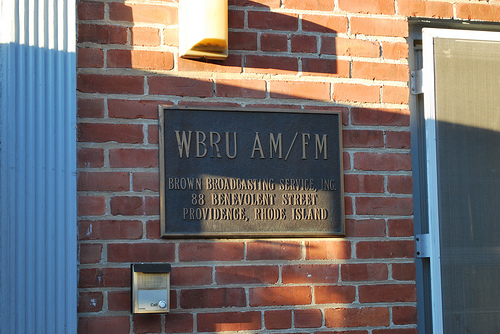 WBRU AM/FM
BROWN BROADCASTING SERVICE, INC.
88 BENEVOLENT STREET
PROVIDENCE, RHODE ISLAND